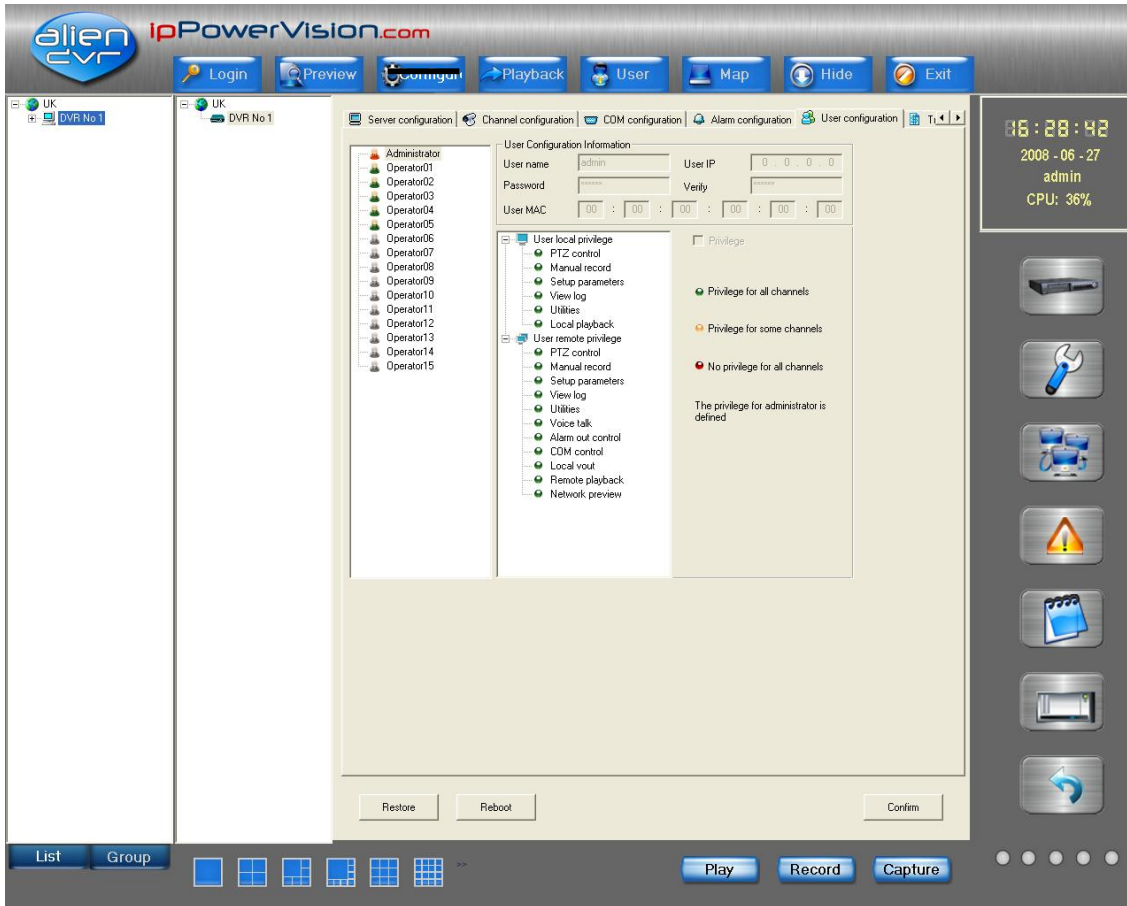 alien dvr
ipPowerVision.com
Login Preview Playback User Map Hide Exit
UK
DVR No 1
UK
DVR No 1
Server configuration Channel configuration COM configuration Alarm configuration User configuration
Administrator
Operator01
Operator02
Operator03
Operator04
Operator05
Operator06
Operator07
Operator08
Operator09
Operator10
Operator11
Operator12
Operator13
Operator14
Operator15
User Configuration Information
User name admin User IP 0 . 0 . 0 . 0
Password ****** Verify ******
User MAC 00 : 00 : 00 : 00 : 00 : 00
User local privilege
PTZ control
Manual record
Setup parameters
View log
Utilities
Local playback
User remote privilege
PTZ control
Manual record
Setup parameters
View log
Utilities
Voice talk
Alarm out control
COM control
Local vout
Remote playback
Network preview
Privilege
Privilege for all channels
Privilege for some channels
No privilege for all channels
The privilege for administrator is
defined
16:28:42
2008 - 06 - 27
admin
CPU: 36%
Restore Reboot Confirm
List Group
>>
Play Record Capture